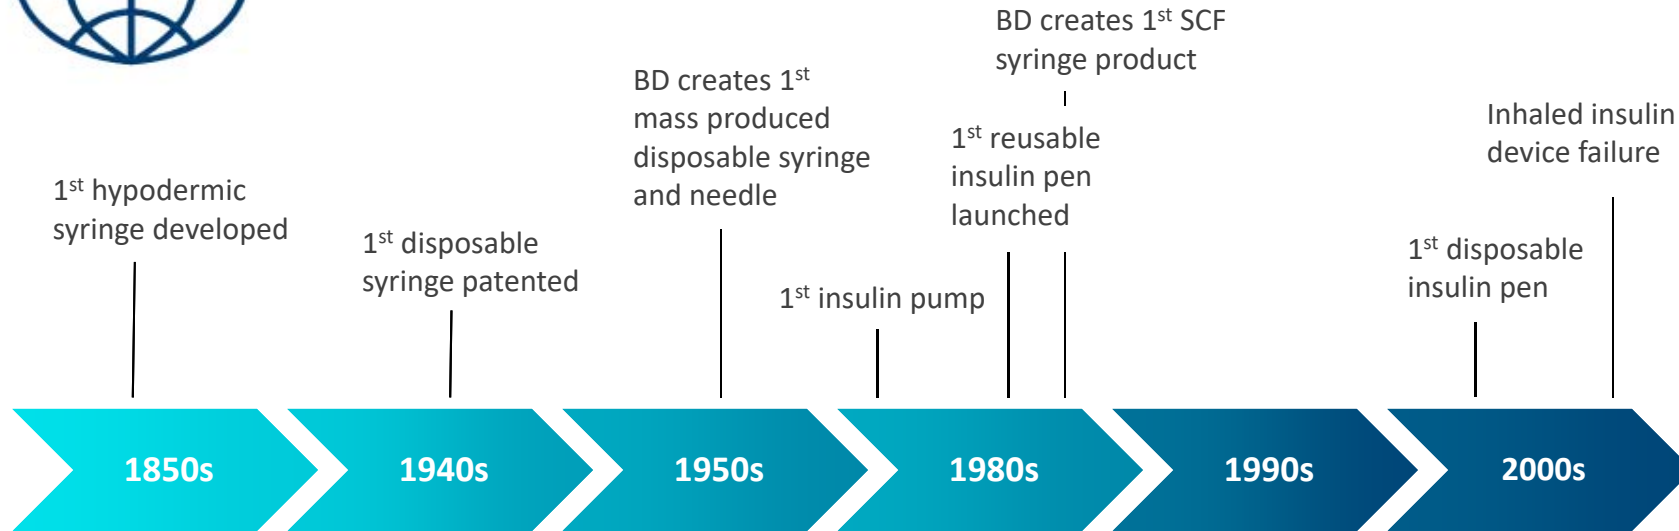 BD creates 1st SCF
syringe product
BD creates 1st
mass produced
disposable syringe
and needle
1st reusable
insulin pen
launched
Inhaled insulin
device failure
1st hypodermic
syringe developed
1st disposable
syringe patented
1st insulin pump
1st disposable
insulin pen
1850s
1940s
1950s
1980s
1990s
2000s